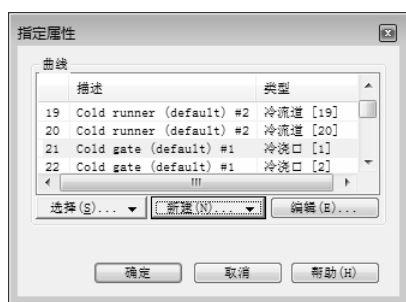 指定属性
曲线
描述 类型
19 Cold runner (default) #2 冷流道 [19]
20 Cold runner (default) #2 冷流道 [20]
21 Cold gate (default) #1 冷浇口 [1]
22 Cold gate (default) #1 冷浇口 [2]
选择(S)... 新建(N)... 编辑(E)...
确定 取消 帮助(H)